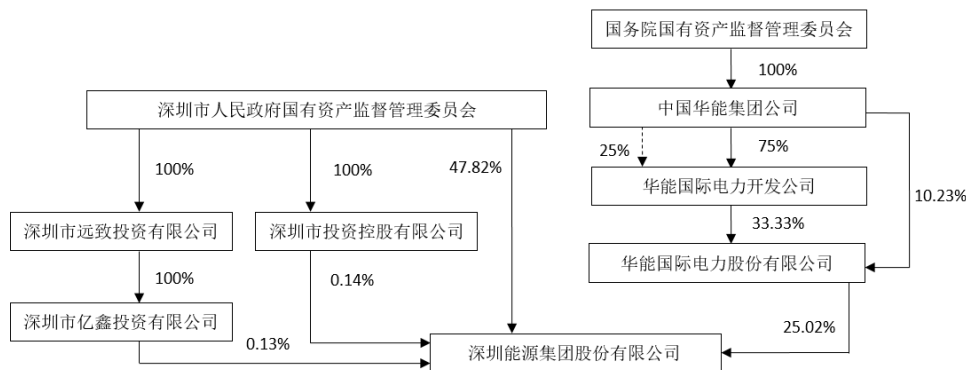 国务院国有资产监督管理委员会
100%
深圳市人民政府国有资产监督管理委员会
中国华能集团公司
25%
75%
100%
100%
47.82%
华能国际电力开发公司
10.23%
深圳市远致投资有限公司
深圳市投资控股有限公司
33.33%
华能国际电力股份有限公司
100%
0.14%
深圳市亿鑫投资有限公司
25.02%
0.13%
深圳能源集团股份有限公司